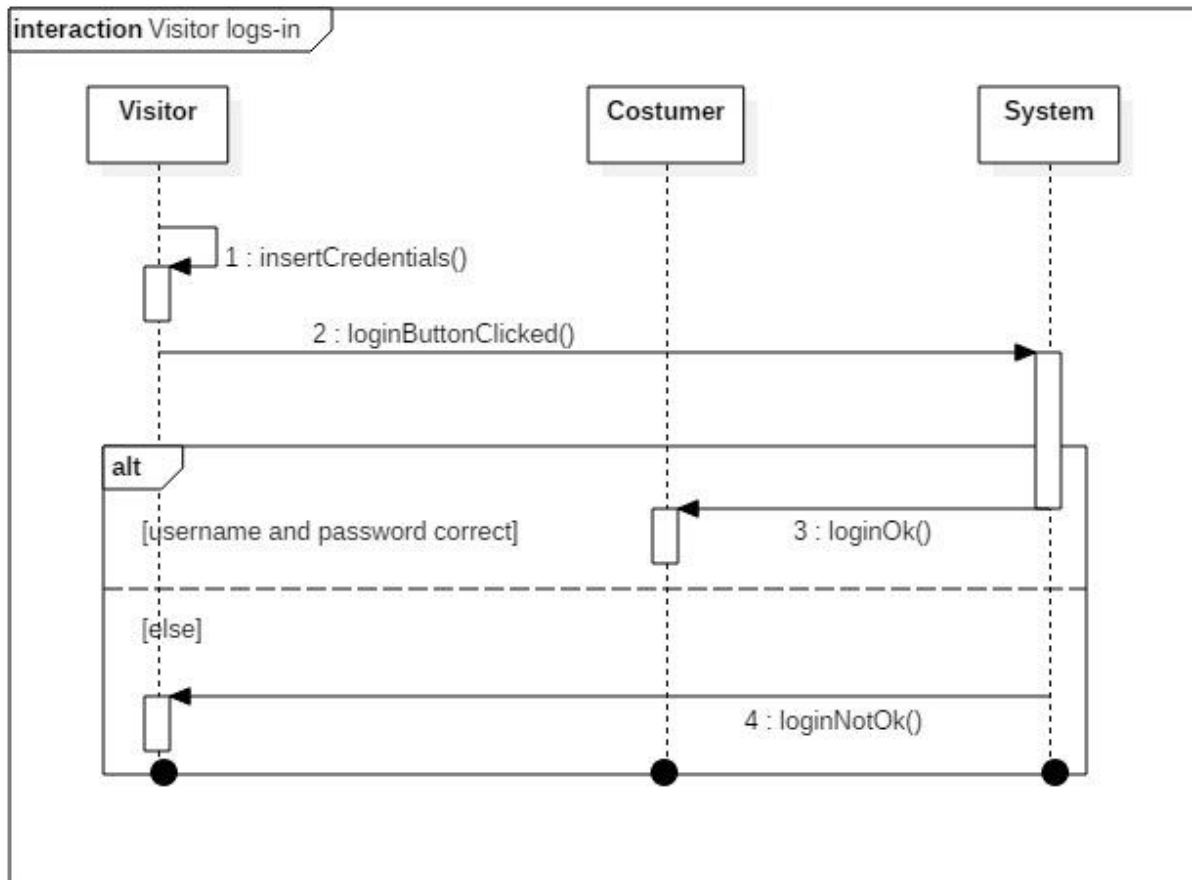 interaction Visitor logs-in
Visitor
Costumer
System
1 : insertCredentials()
2 : loginButtonClicked()
alt
[username and password correct]
3 : loginOk()
[else]
4 : loginNotOk()